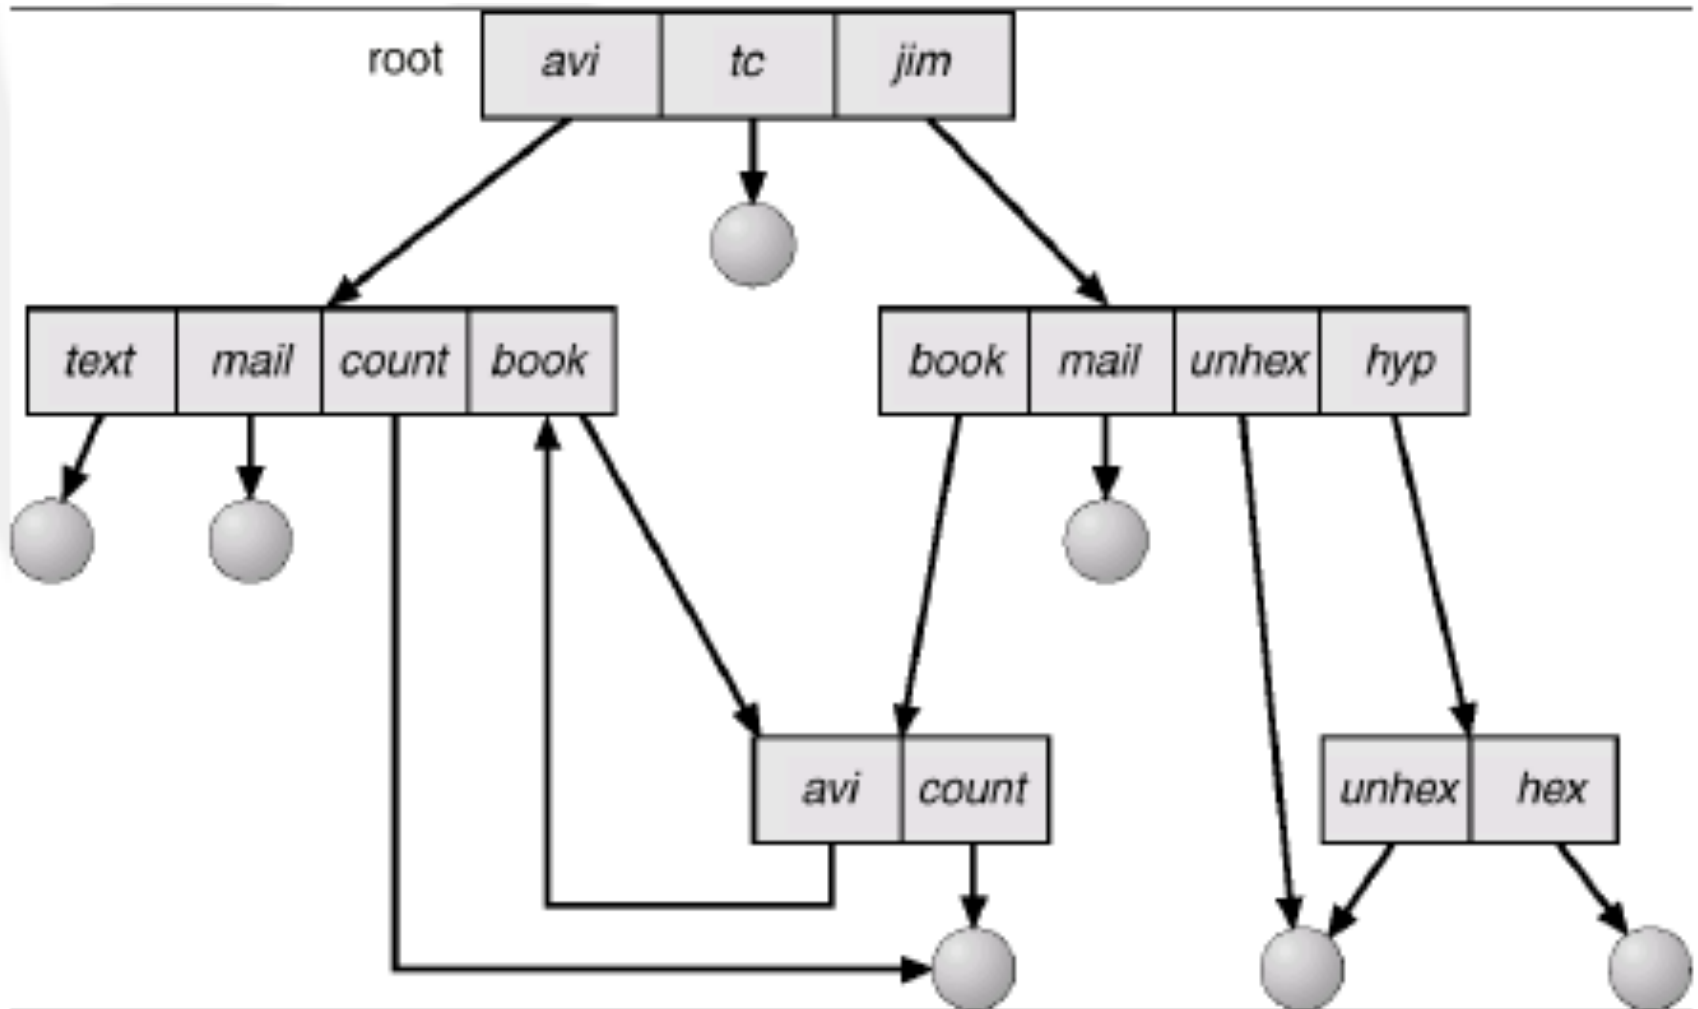 root avi tc jim
text mail count book book mail unhex hyp
avi count unhex hex